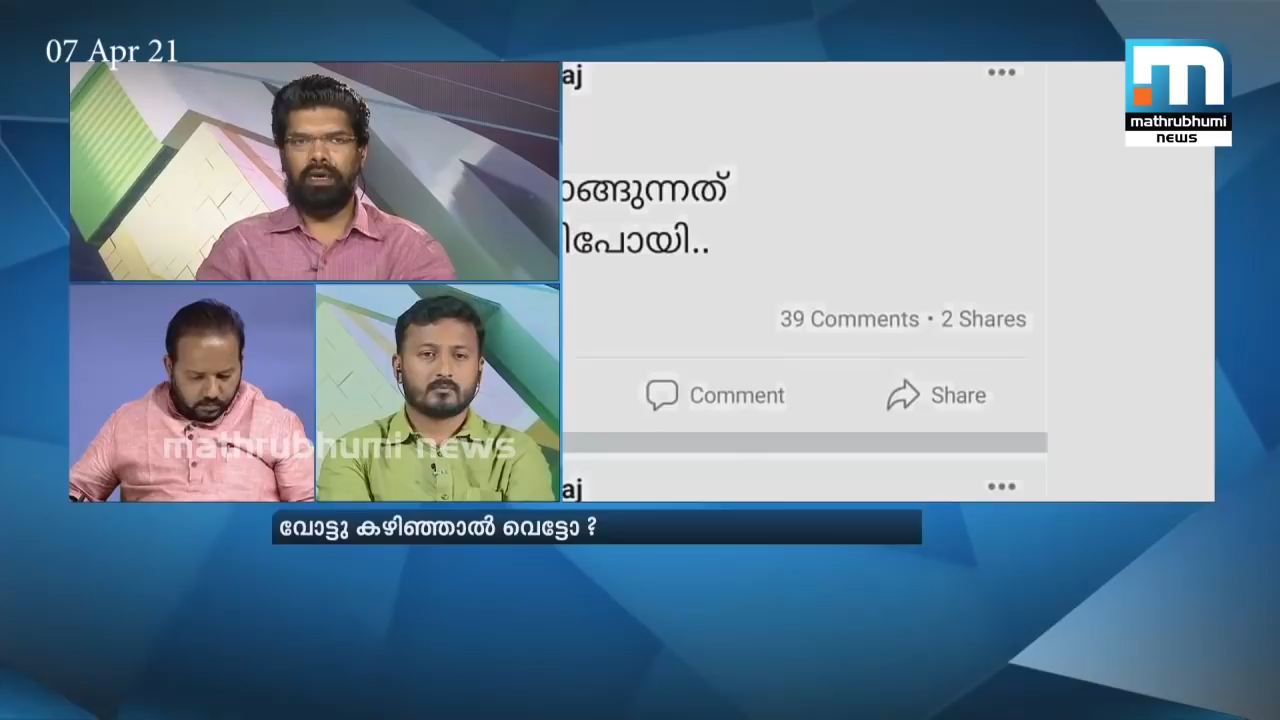 07 Apr 21
mathrubhumi
news
aj
ാങ്ങുന്നത്
ിപോയി..
39 Comments • 2 Shares
Comment
Share
aj
mathrubhumi news
വോട്ടു കഴിഞ്ഞാൽ വെട്ടോ ?